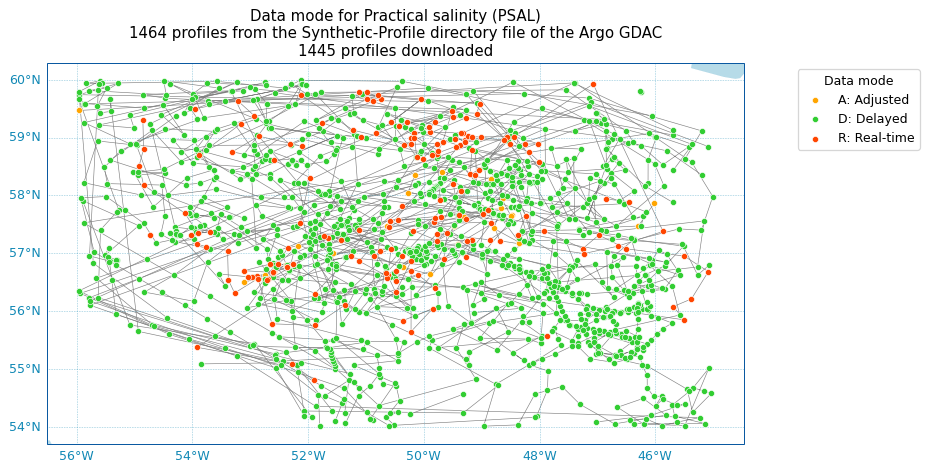 Data mode for Practical salinity (PSAL)
1464 profiles from the Synthetic-Profile directory file of the Argo GDAC
1445 profiles downloaded
60°N
59°N
58°N
57°N
56°N
55°N
54°N
56°W
54°W
52°W
50°W
48°W
46°W
Data mode
A: Adjusted
D: Delayed
R: Real-time